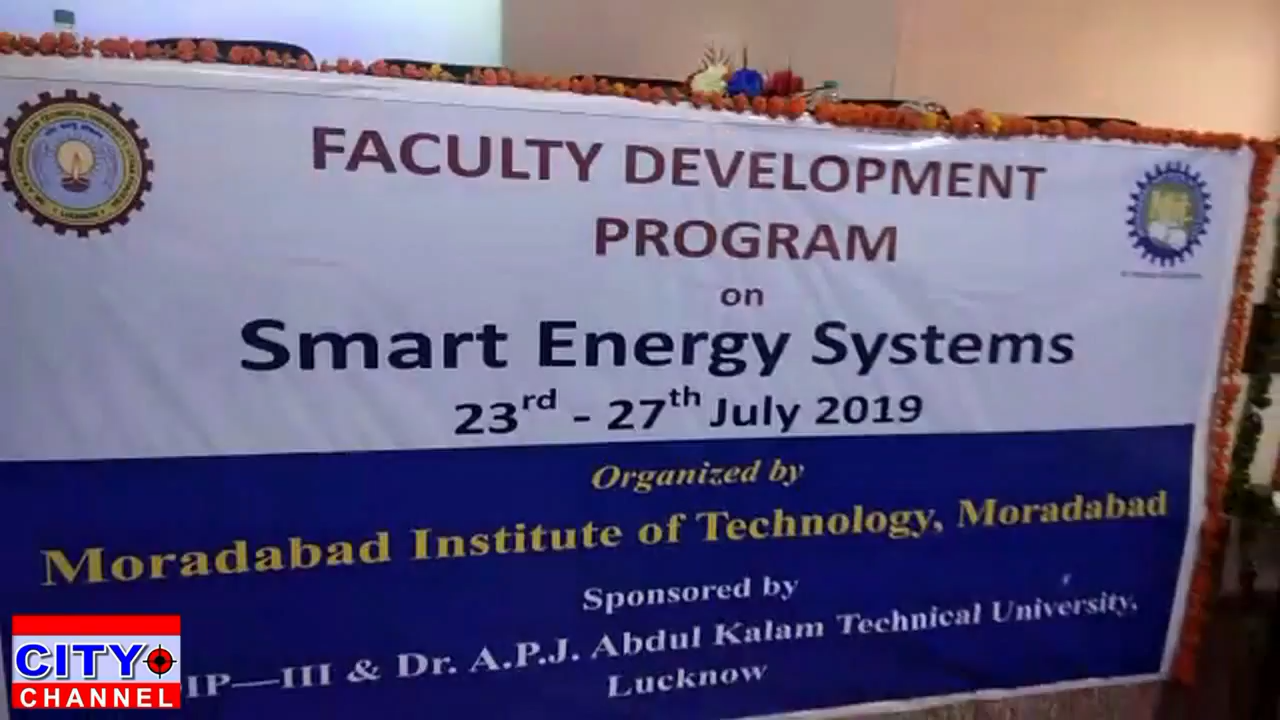 FACULTY DEVELOPMENT
PROGRAM
on
Smart Energy Systems
23rd - 27th July 2019
Organized by
Moradabad Institute of Technology, Moradabad
Sponsored by
IP—III & Dr. A.P.J. Abdul Kalam Technical University,
Lucknow
CITY
CHANNEL